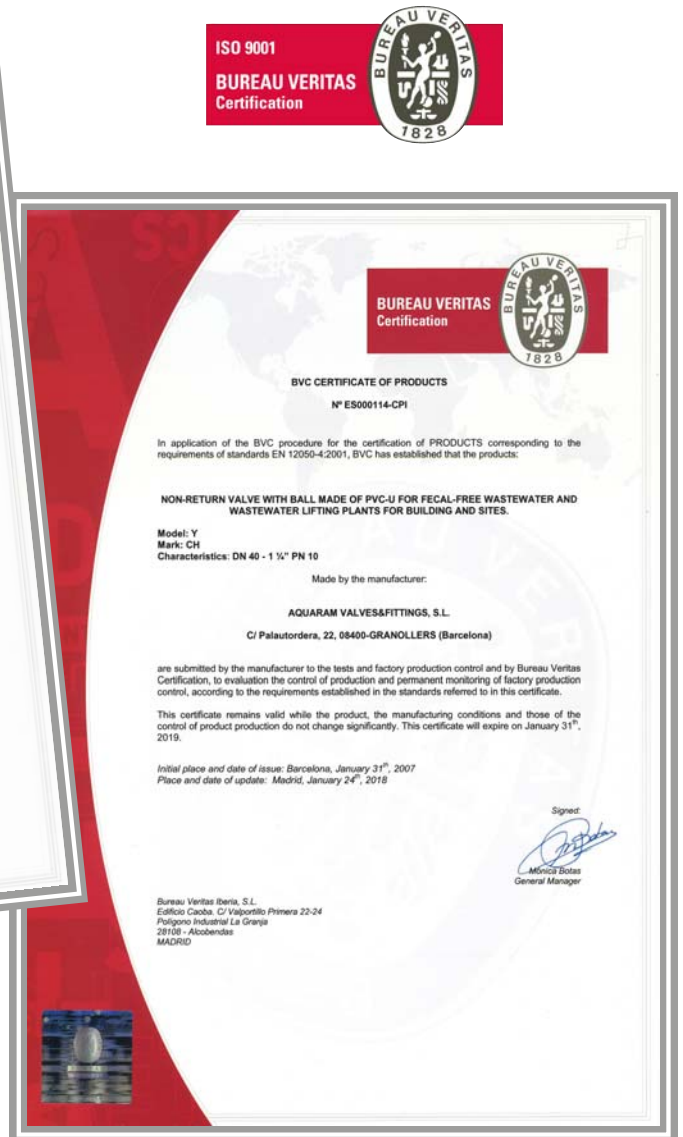 ISO 9001
BUREAU VERITAS
Certification
BUREAU VERITAS
1828
BUREAU VERITAS
Certification
BUREAU VERITAS
1828
BVC CERTIFICATE OF PRODUCTS
Nº ES000114-CPI
In application of the BVC procedure for the certification of PRODUCTS corresponding to the
requirements of standards EN 12050-4:2001, BVC has established that the products:
NON-RETURN VALVE WITH BALL MADE OF PVC-U FOR FECAL-FREE WASTEWATER AND
WASTEWATER LIFTING PLANTS FOR BUILDING AND SITES.
Model: Y
Mark: CH
Characteristics: DN 40 - 1 ¼" PN 10
Made by the manufacturer:
AQUARAM VALVES&FITTINGS, S.L.
C/ Palautordera, 22, 08400-GRANOLLERS (Barcelona)
are submitted by the manufacturer to the tests and factory production control and by Bureau Veritas
Certification, to evaluation the control of production and permanent monitoring of factory production
control, according to the requirements established in the standards referred to in this certificate.
This certificate remains valid while the product, the manufacturing conditions and those of the
control of product production do not change significantly. This certificate will expire on January 31th,
2019.
Initial place and date of issue: Barcelona, January 31th, 2007
Place and date of update: Madrid, January 24th, 2018
Signed:
Mónica Botas
General Manager
Bureau Veritas Iberia, S.L.
Edificio Caoba. C/ Valportillo Primera 22-24
Polígono Industrial La Granja
28108 - Alcobendas
MADRID